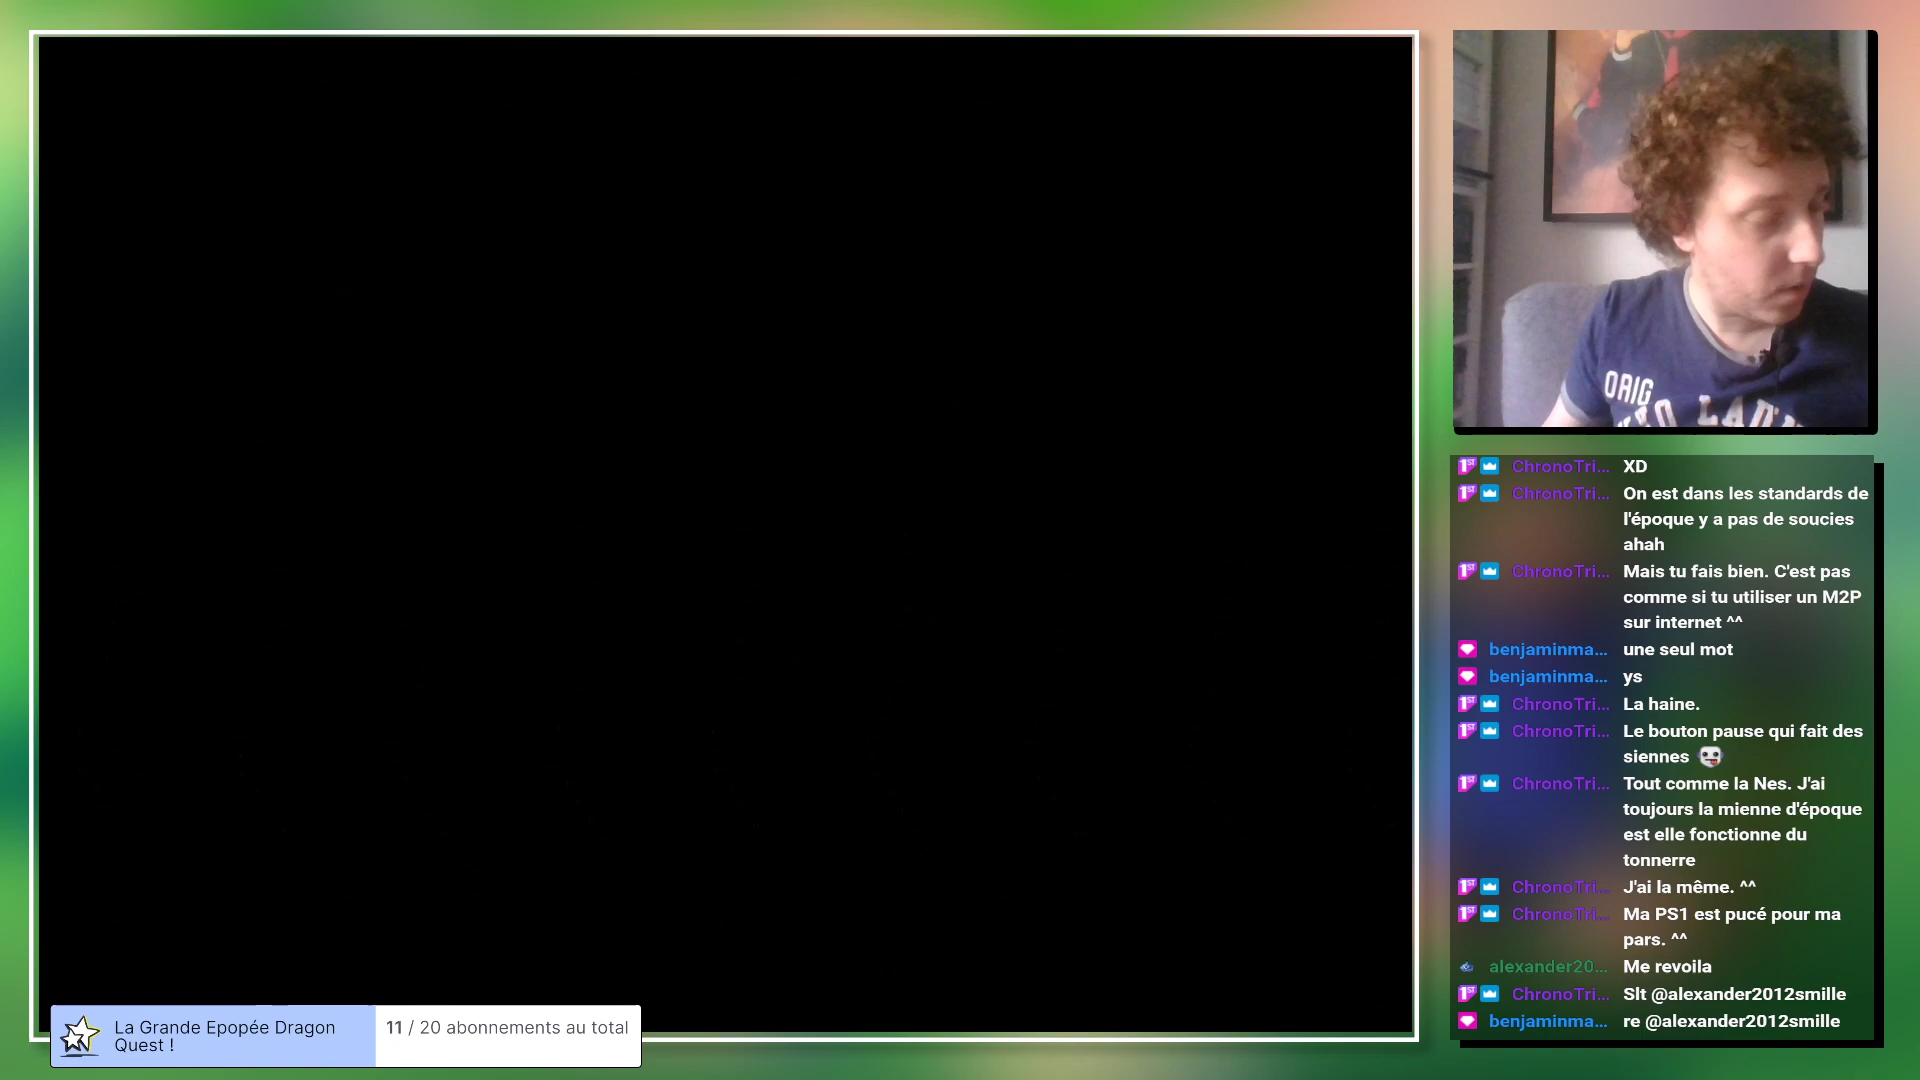 ORIG
ChronoTri... XD
ChronoTri... On est dans les standards de
l'époque y a pas de soucies
ahah
ChronoTri... Mais tu fais bien. C'est pas
comme si tu utiliser un M2P
sur internet ^^
benjaminma... une seul mot
benjaminma... ys
ChronoTri... La haine.
ChronoTri... Le bouton pause qui fait des
siennes
ChronoTri... Tout comme la Nes. J'ai
toujours la mienne d'époque
est elle fonctionne du
tonnerre
ChronoTri... J'ai la même. ^^
ChronoTri... Ma PS1 est pucé pour ma
pars. ^^
alexander20... Me revoila
ChronoTri... Slt @alexander2012smille
benjaminma... re @alexander2012smille
La Grande Epopée Dragon
Quest !
11 / 20 abonnements au total